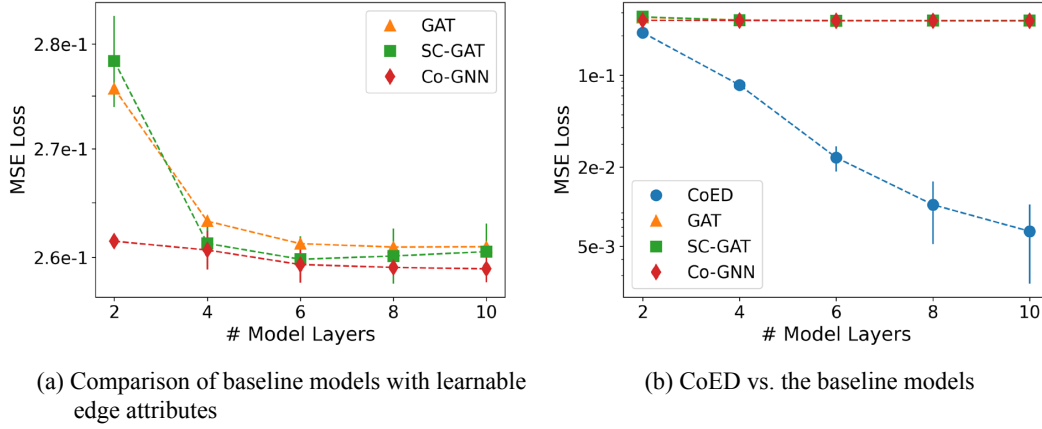 GAT
SC-GAT
Co-GNN
2.8e-1
2.7e-1
2.6e-1
MSE Loss
2 4 6 8 10
# Model Layers
(a) Comparison of baseline models with learnable
edge attributes
1e-1
2e-2
5e-3
MSE Loss
CoED
GAT
SC-GAT
Co-GNN
2 4 6 8 10
# Model Layers
(b) CoED vs. the baseline models